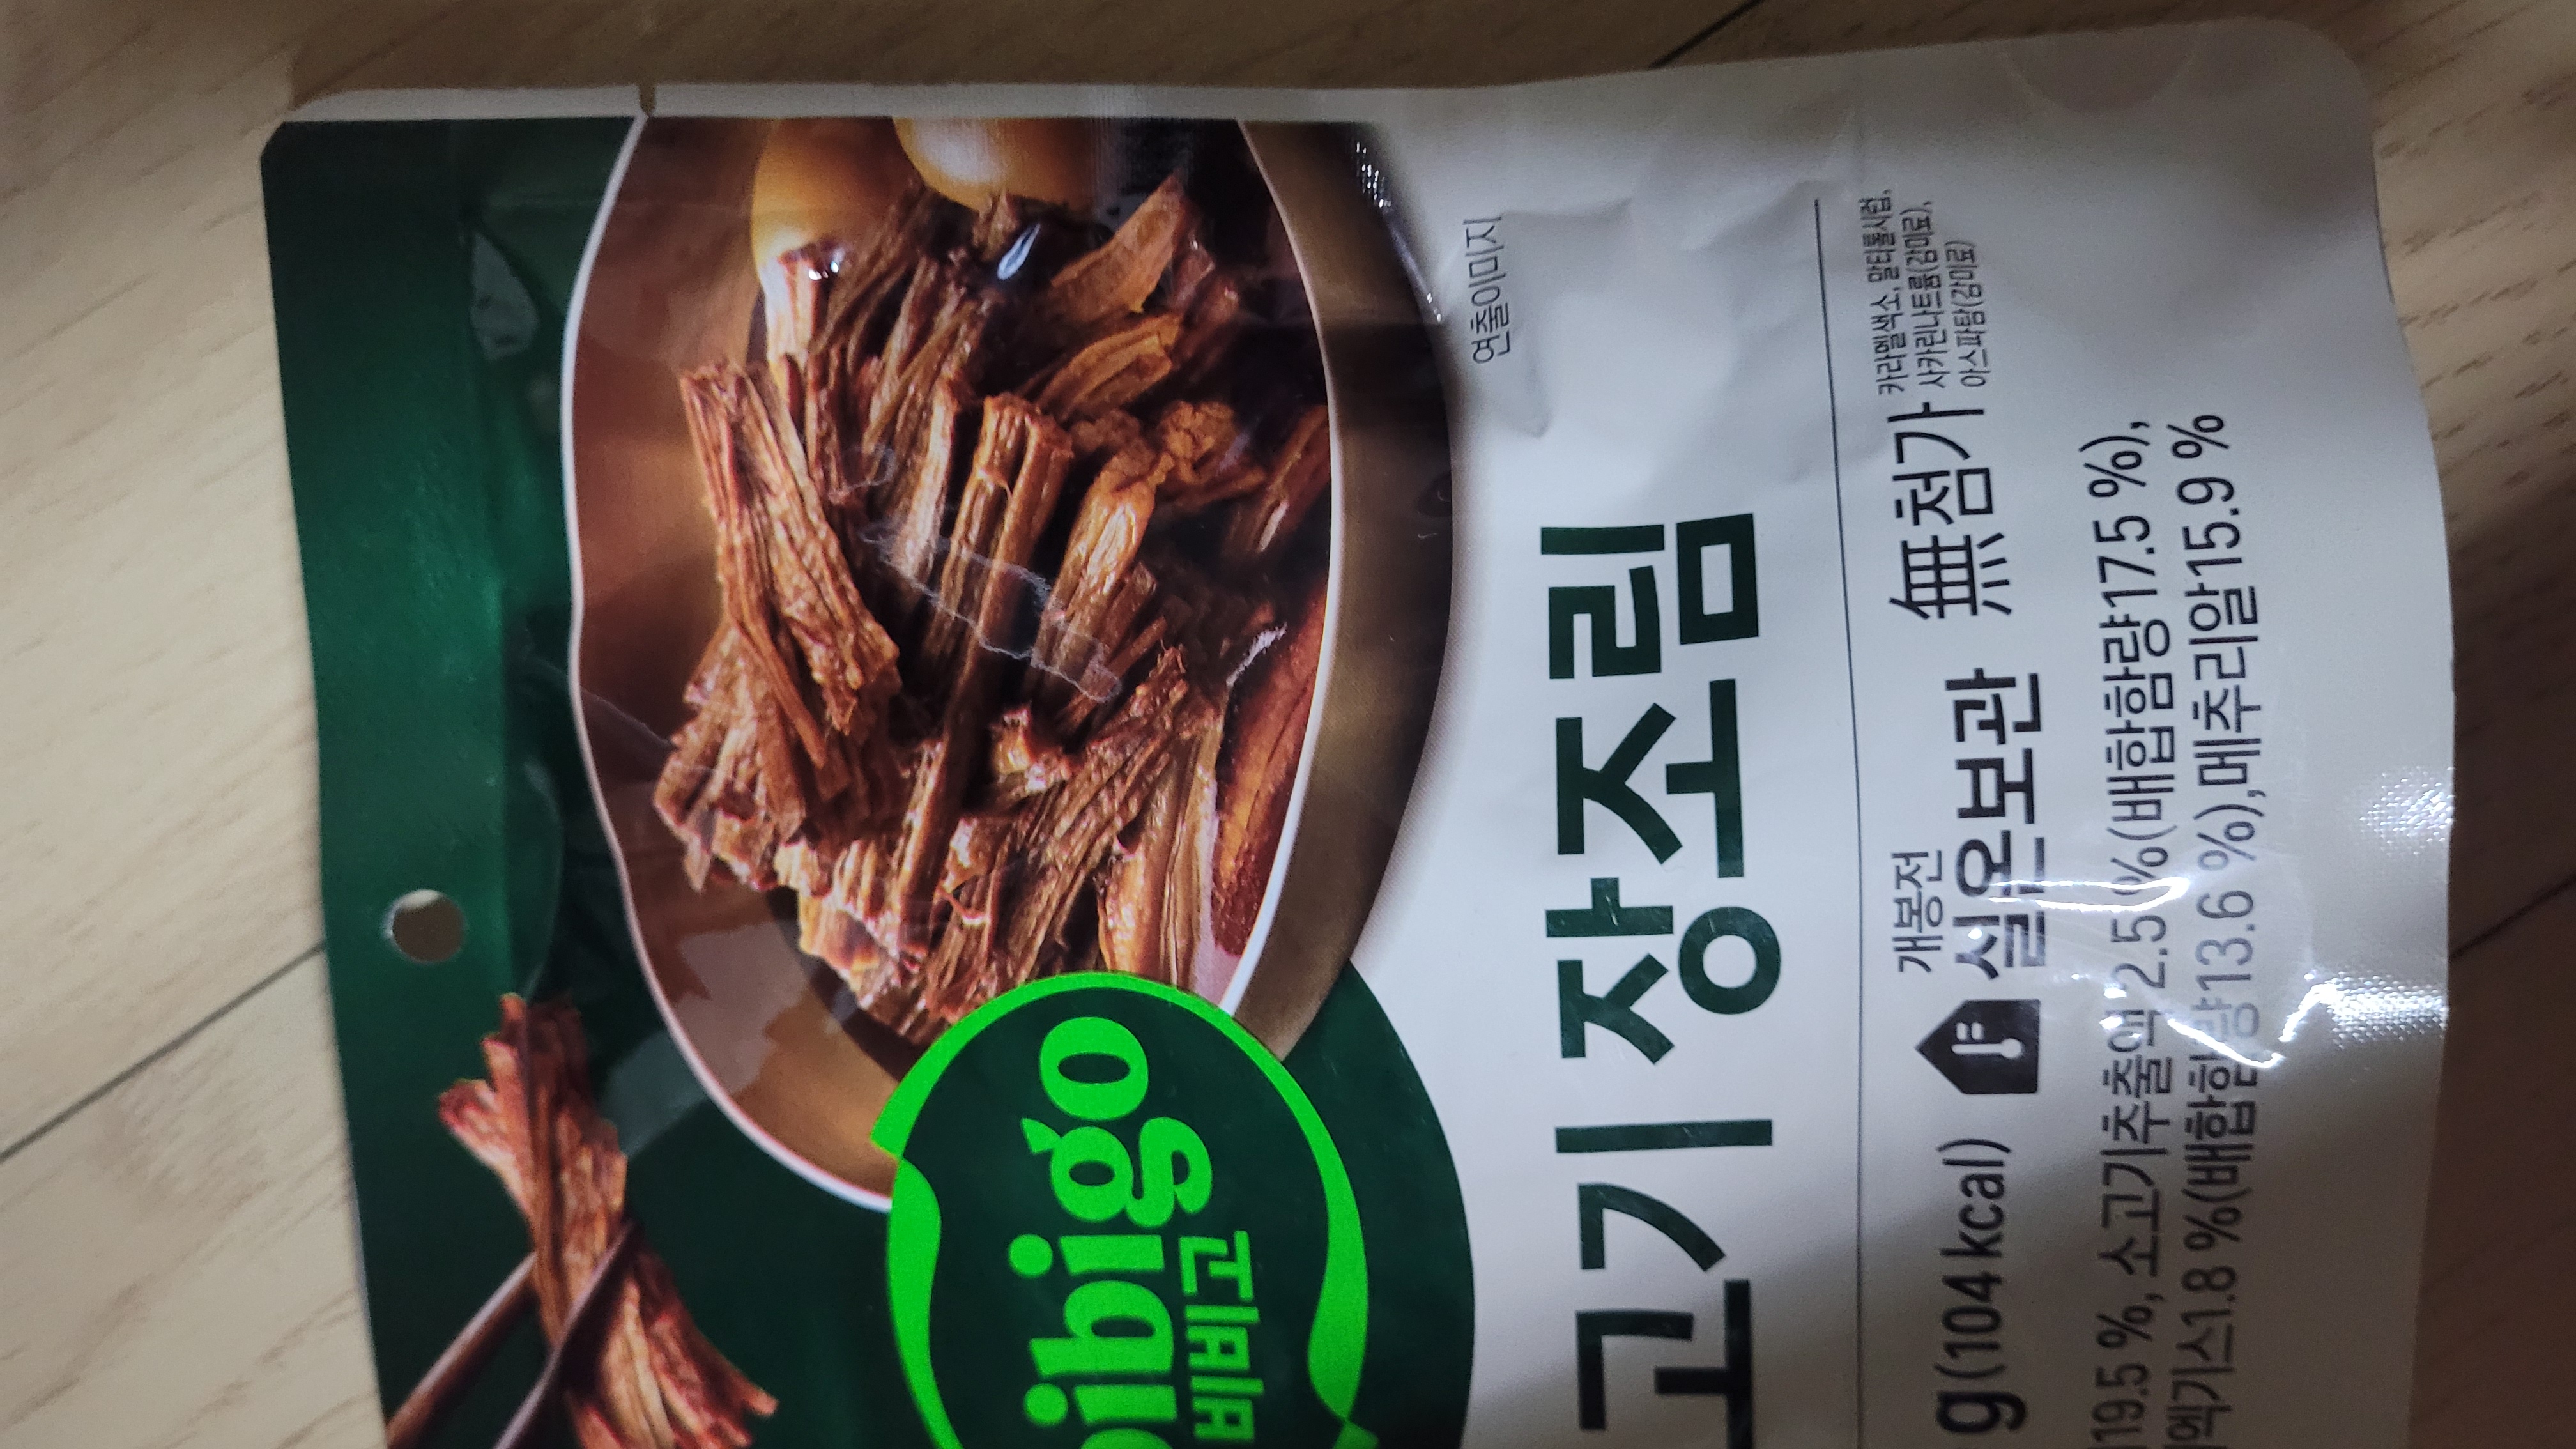 bibigo
비비고
연출이미지
고기 장조림
g(104 kcal) 개봉전 실온보관 無첨가 카라멜색소, 말티톨시럽,
사카린나트륨(감미료),
아스파탐(감미료)
19.5 %, 소고기추출액 2.5 %(배합함량17.5 %),
엑기스1.8 %(배합함량13.6 %),메추리알15.9 %